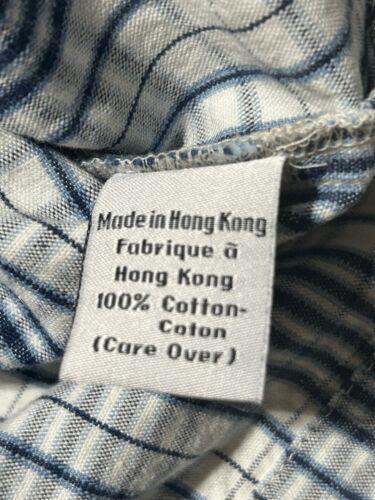 Made in Hong Kong
Fabrique ã
Hong Kong
100% Cotton-
Coton
(Care Over)